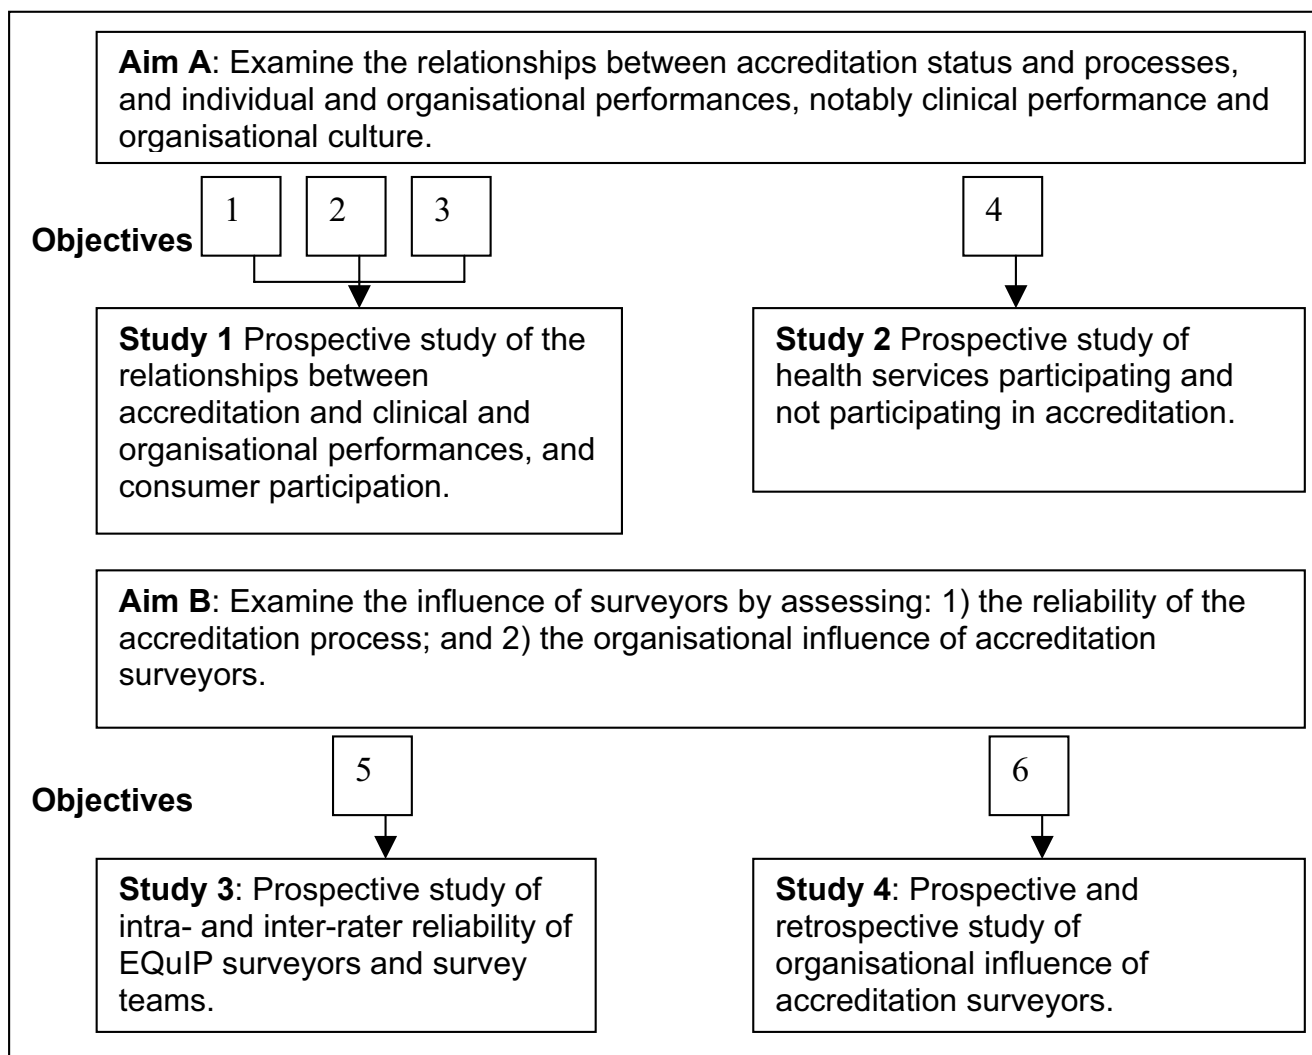 Aim A: Examine the relationships between accreditation status and processes,
and individual and organisational performances, notably clinical performance and
organisational culture.
1
2
3
4
Objectives
Study 1 Prospective study of the
relationships between
accreditation and clinical and
organisational performances, and
consumer participation.
Study 2 Prospective study of
health services participating and
not participating in accreditation.
Aim B: Examine the influence of surveyors by assessing: 1) the reliability of the
accreditation process; and 2) the organisational influence of accreditation
surveyors.
5
6
Objectives
Study 3: Prospective study of
intra- and inter-rater reliability of
EQuIP surveyors and survey
teams.
Study 4: Prospective and
retrospective study of
organisational influence of
accreditation surveyors.